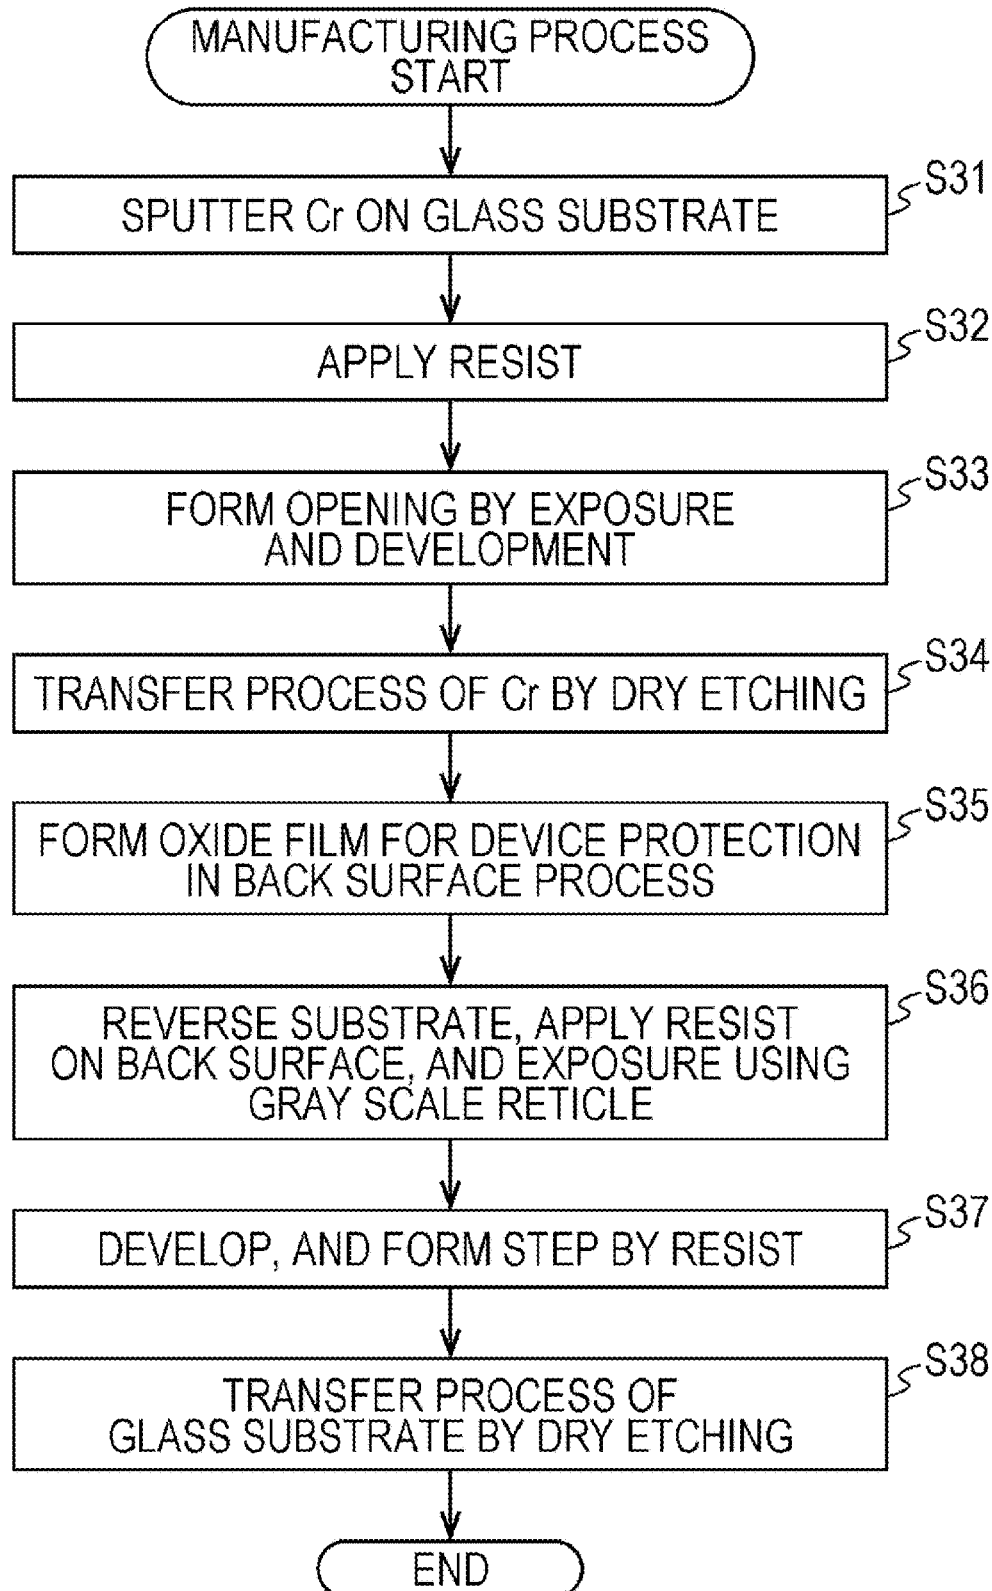 MANUFACTURING PROCESS
START
S31
SPUTTER Cr ON GLASS SUBSTRATE
S32
APPLY RESIST
S33
FORM OPENING BY EXPOSURE
AND DEVELOPMENT
S34
TRANSFER PROCESS OF Cr BY DRY ETCHING
S35
FORM OXIDE FILM FOR DEVICE PROTECTION
IN BACK SURFACE PROCESS
S36
REVERSE SUBSTRATE, APPLY RESIST
ON BACK SURFACE, AND EXPOSURE USING
GRAY SCALE RETICLE
S37
DEVELOP, AND FORM STEP BY RESIST
S38
TRANSFER PROCESS OF
GLASS SUBSTRATE BY DRY ETCHING
END